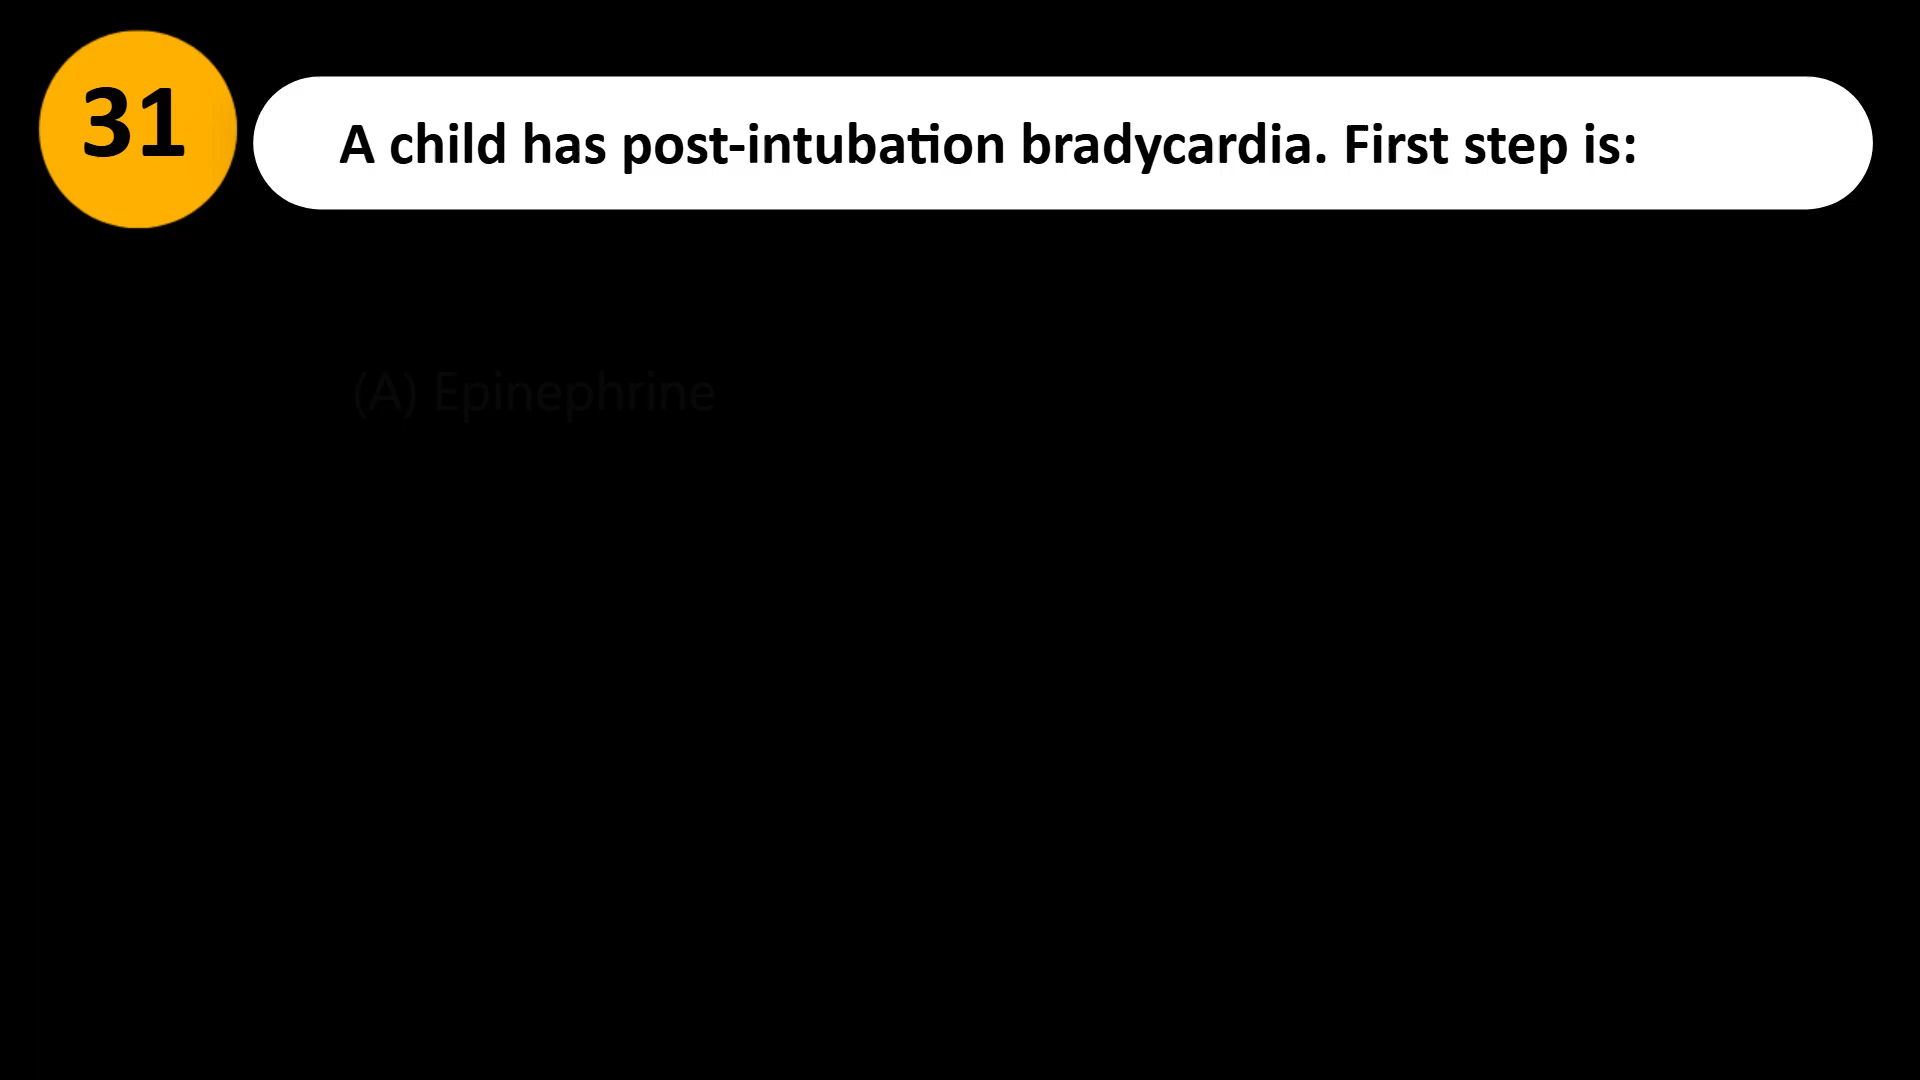 31
A child has post-intubation bradycardia. First step is:
(A) Epinephrine